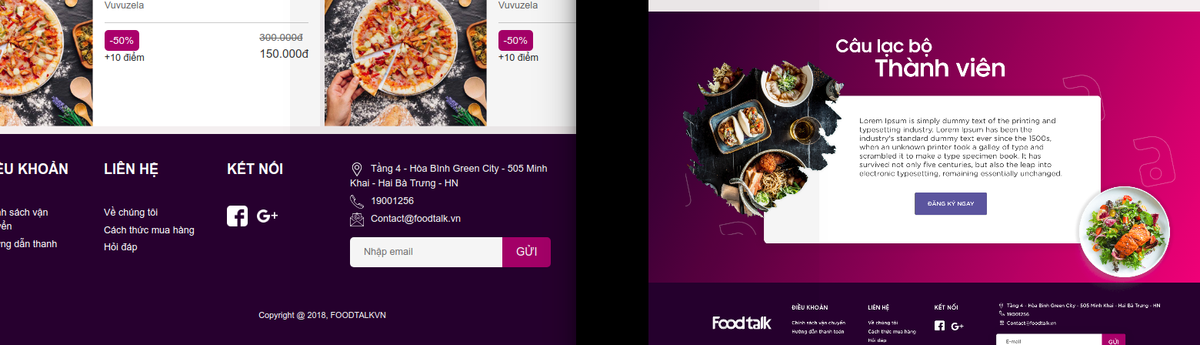 Vuvuzela
-50%
300.000đ
+10 điểm
150.000đ
Vuvuzela
-50%
+10 điểm
ĐIỀU KHOẢN
LIÊN HỆ
KẾT NỐI
Tầng 4 - Hòa Bình Green City - 505 Minh
Khai - Hai Bà Trưng - HN
19001256
Contact@foodtalk.vn
nh sách vận
yển
Về chúng tôi
Cách thức mua hàng
Hỏi đáp
ng dẫn thanh
Nhập email
GỬI
Copyright @ 2018, FOODTALKVN
Câu lạc bộ
Thành viên
Lorem Ipsum is simply dummy text of the printing and
typesetting industry. Lorem Ipsum has been the
industry's standard dummy text ever since the 1500s,
when an unknown printer took a galley of type and
scrambled it to make a type specimen book. It has
survived not only five centuries, but also the leap into
electronic typesetting, remaining essentially unchanged.
ĐĂNG KÝ NGAY
Foodtalk
ĐIỀU KHOẢN
Chính sách vận chuyển
Hướng dẫn thanh toán
LIÊN HỆ
Về chúng tôi
Cách thức mua hàng
Hỏi đáp
KẾT NỐI
Tầng 4 - Hòa Bình Green City - 505 Minh Khai - Hai Bà Trưng - HN
19001256
Contact@foodtalk.vn
E-mail
GỬI